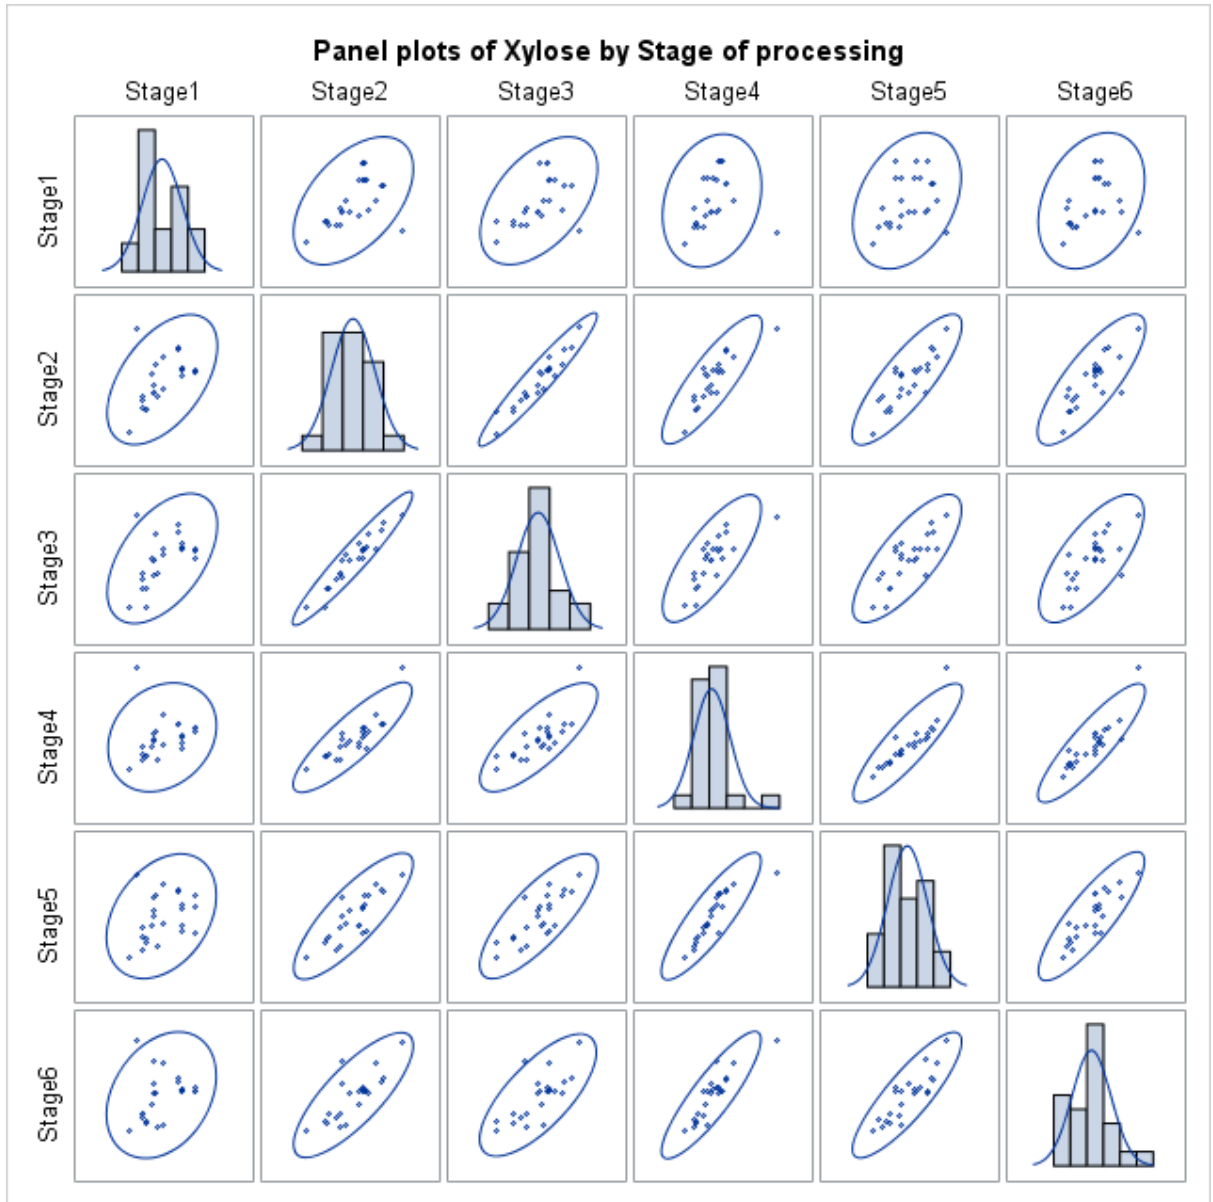 Panel plots of Xylose by Stage of processing
Stage1 Stage2 Stage3 Stage4 Stage5 Stage6
Stage1
Stage2
Stage3
Stage4
Stage5
Stage6